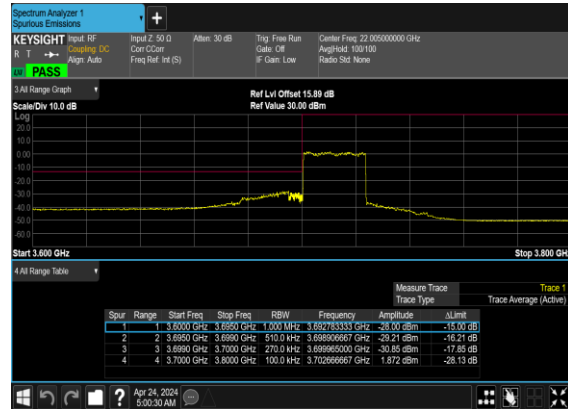 Spectrum Analyzer 1
Spurious Emissions
+
KEYSIGHT Input: RF Input Z: 50 Ω Atten: 30 dB Trig: Free Run Center Freq: 22.005000000 GHz
R T Coupling: DC Corr CCorr Gate: Off Avg|Hold: 100/100
Align: Auto Freq Ref: Int (S) IF Gain: Low Radio Std: None
LXI PASS
3 All Range Graph Ref Lvl Offset 15.89 dB
Scale/Div 10.0 dB Ref Value 30.00 dBm
Log
20.0
10.0
0.00
-10.0
-20.0
-30.0
-40.0
-50.0
-60.0
Start 3.600 GHz Stop 3.800 GHz
4 All Range Table
Measure Trace Trace 1
Trace Type Trace Average (Active)
Spur Range Start Freq Stop Freq RBW Frequency Amplitude ΔLimit
1 1 3.6000 GHz 3.6950 GHz 1.000 MHz 3.692783333 GHz -28.00 dBm -15.00 dB
2 2 3.6950 GHz 3.6990 GHz 510.0 kHz 3.698906667 GHz -29.21 dBm -16.21 dB
3 3 3.6990 GHz 3.7000 GHz 270.0 kHz 3.699965000 GHz -30.85 dBm -17.85 dB
4 4 3.7000 GHz 3.8000 GHz 100.0 kHz 3.702666667 GHz 1.872 dBm -28.13 dB
? Apr 24, 2024
5:00:30 AM